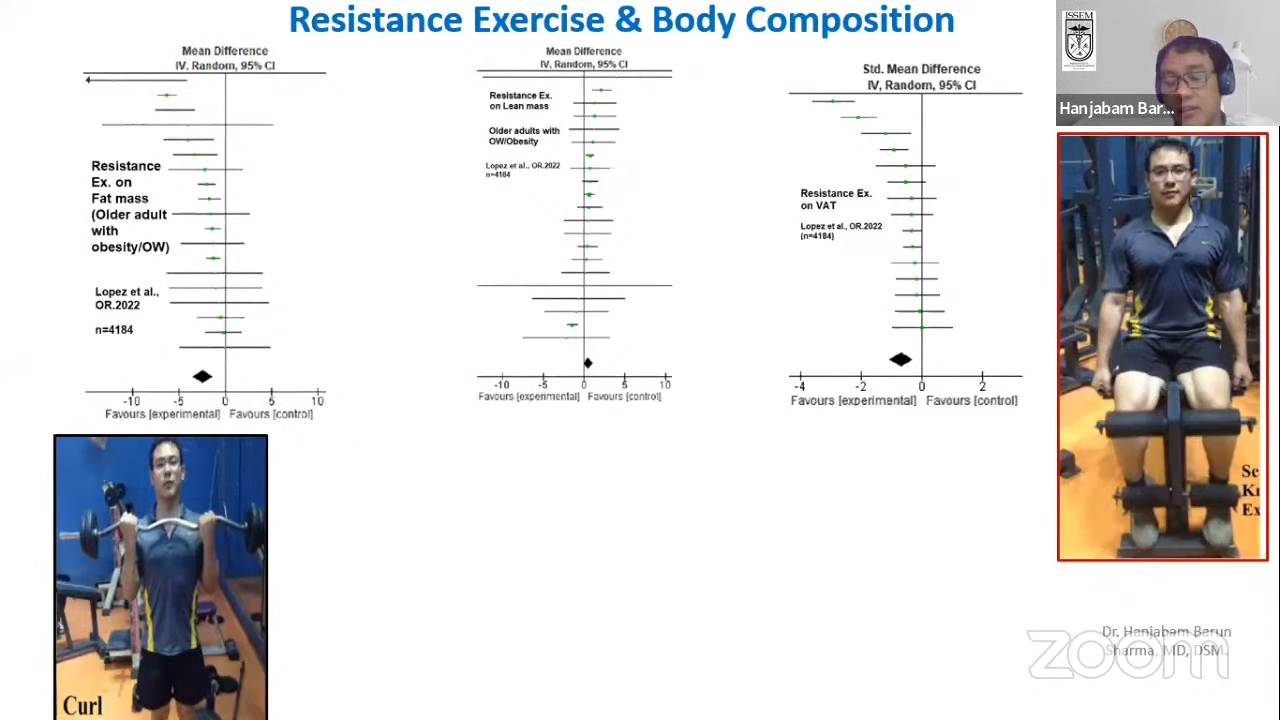 Resistance Exercise & Body Composition
Mean Difference
IV, Random, 95% CI
Resistance
Ex. on
Fat mass
(Older adult
with
obesity/OW)
Lopez et al.,
OR.2022
n=4184
-10 -5 0 5 10
Favours [experimental] Favours [control]
Mean Difference
IV, Random, 95% CI
Resistance Ex.
on Lean mass
Older adults with
OW/Obesity
Lopez et al., OR.2022
n=4184
-10 -5 0 5 10
Favours [experimental] Favours [control]
Std. Mean Difference
IV, Random, 95% CI
Resistance Ex.
on VAT
Lopez et al., OR.2022
(n=4184)
-4 -2 0 2
Favours [experimental] Favours [control]
ISSEM
Hanjabam Bar...
Se
Kn
Ex
Curl
Dr. Hanjabam Barun
Sharma, MD, DSM.
zoom